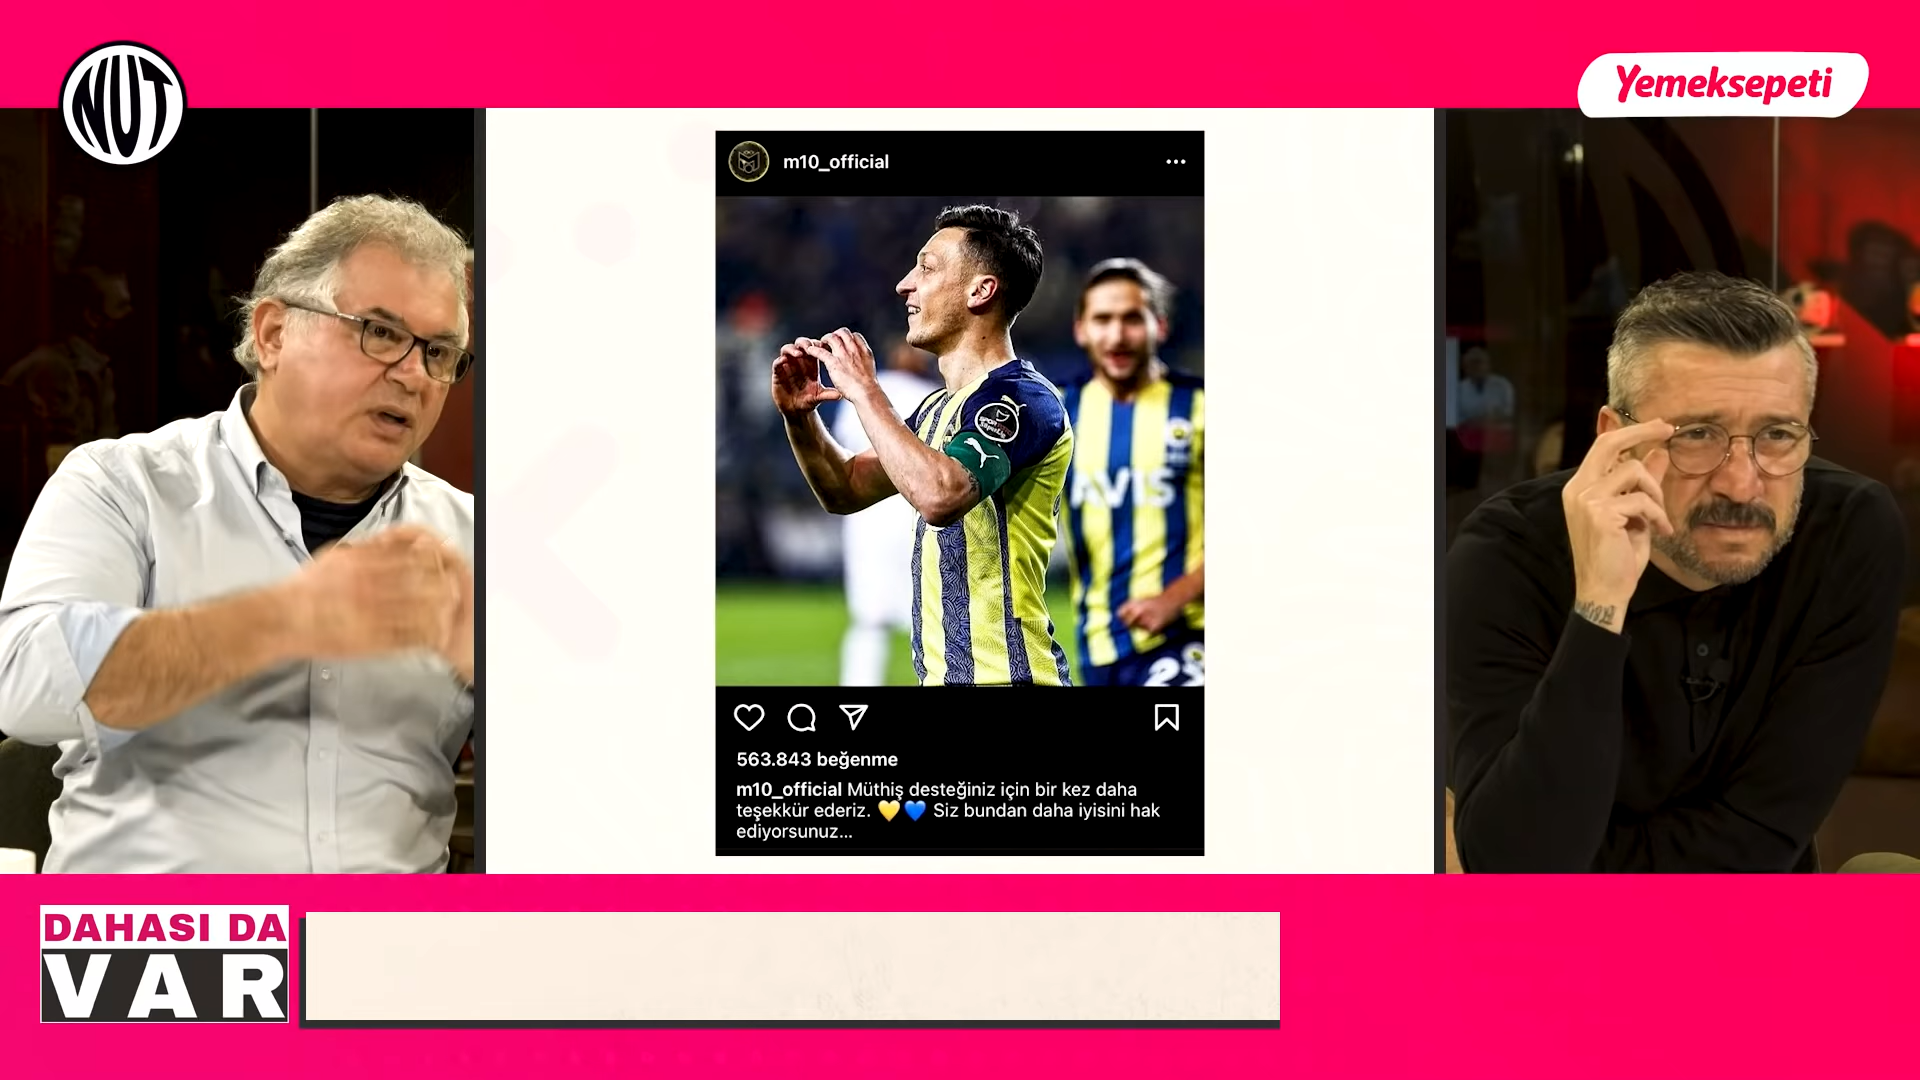 NUT
Yemeksepeti
m10_official
AVIS
563.843 beğenme
m10_official Müthiş desteğiniz için bir kez daha
teşekkür ederiz. 💛💙 Siz bundan daha iyisini hak
ediyorsunuz...
DAHASI DA
VAR